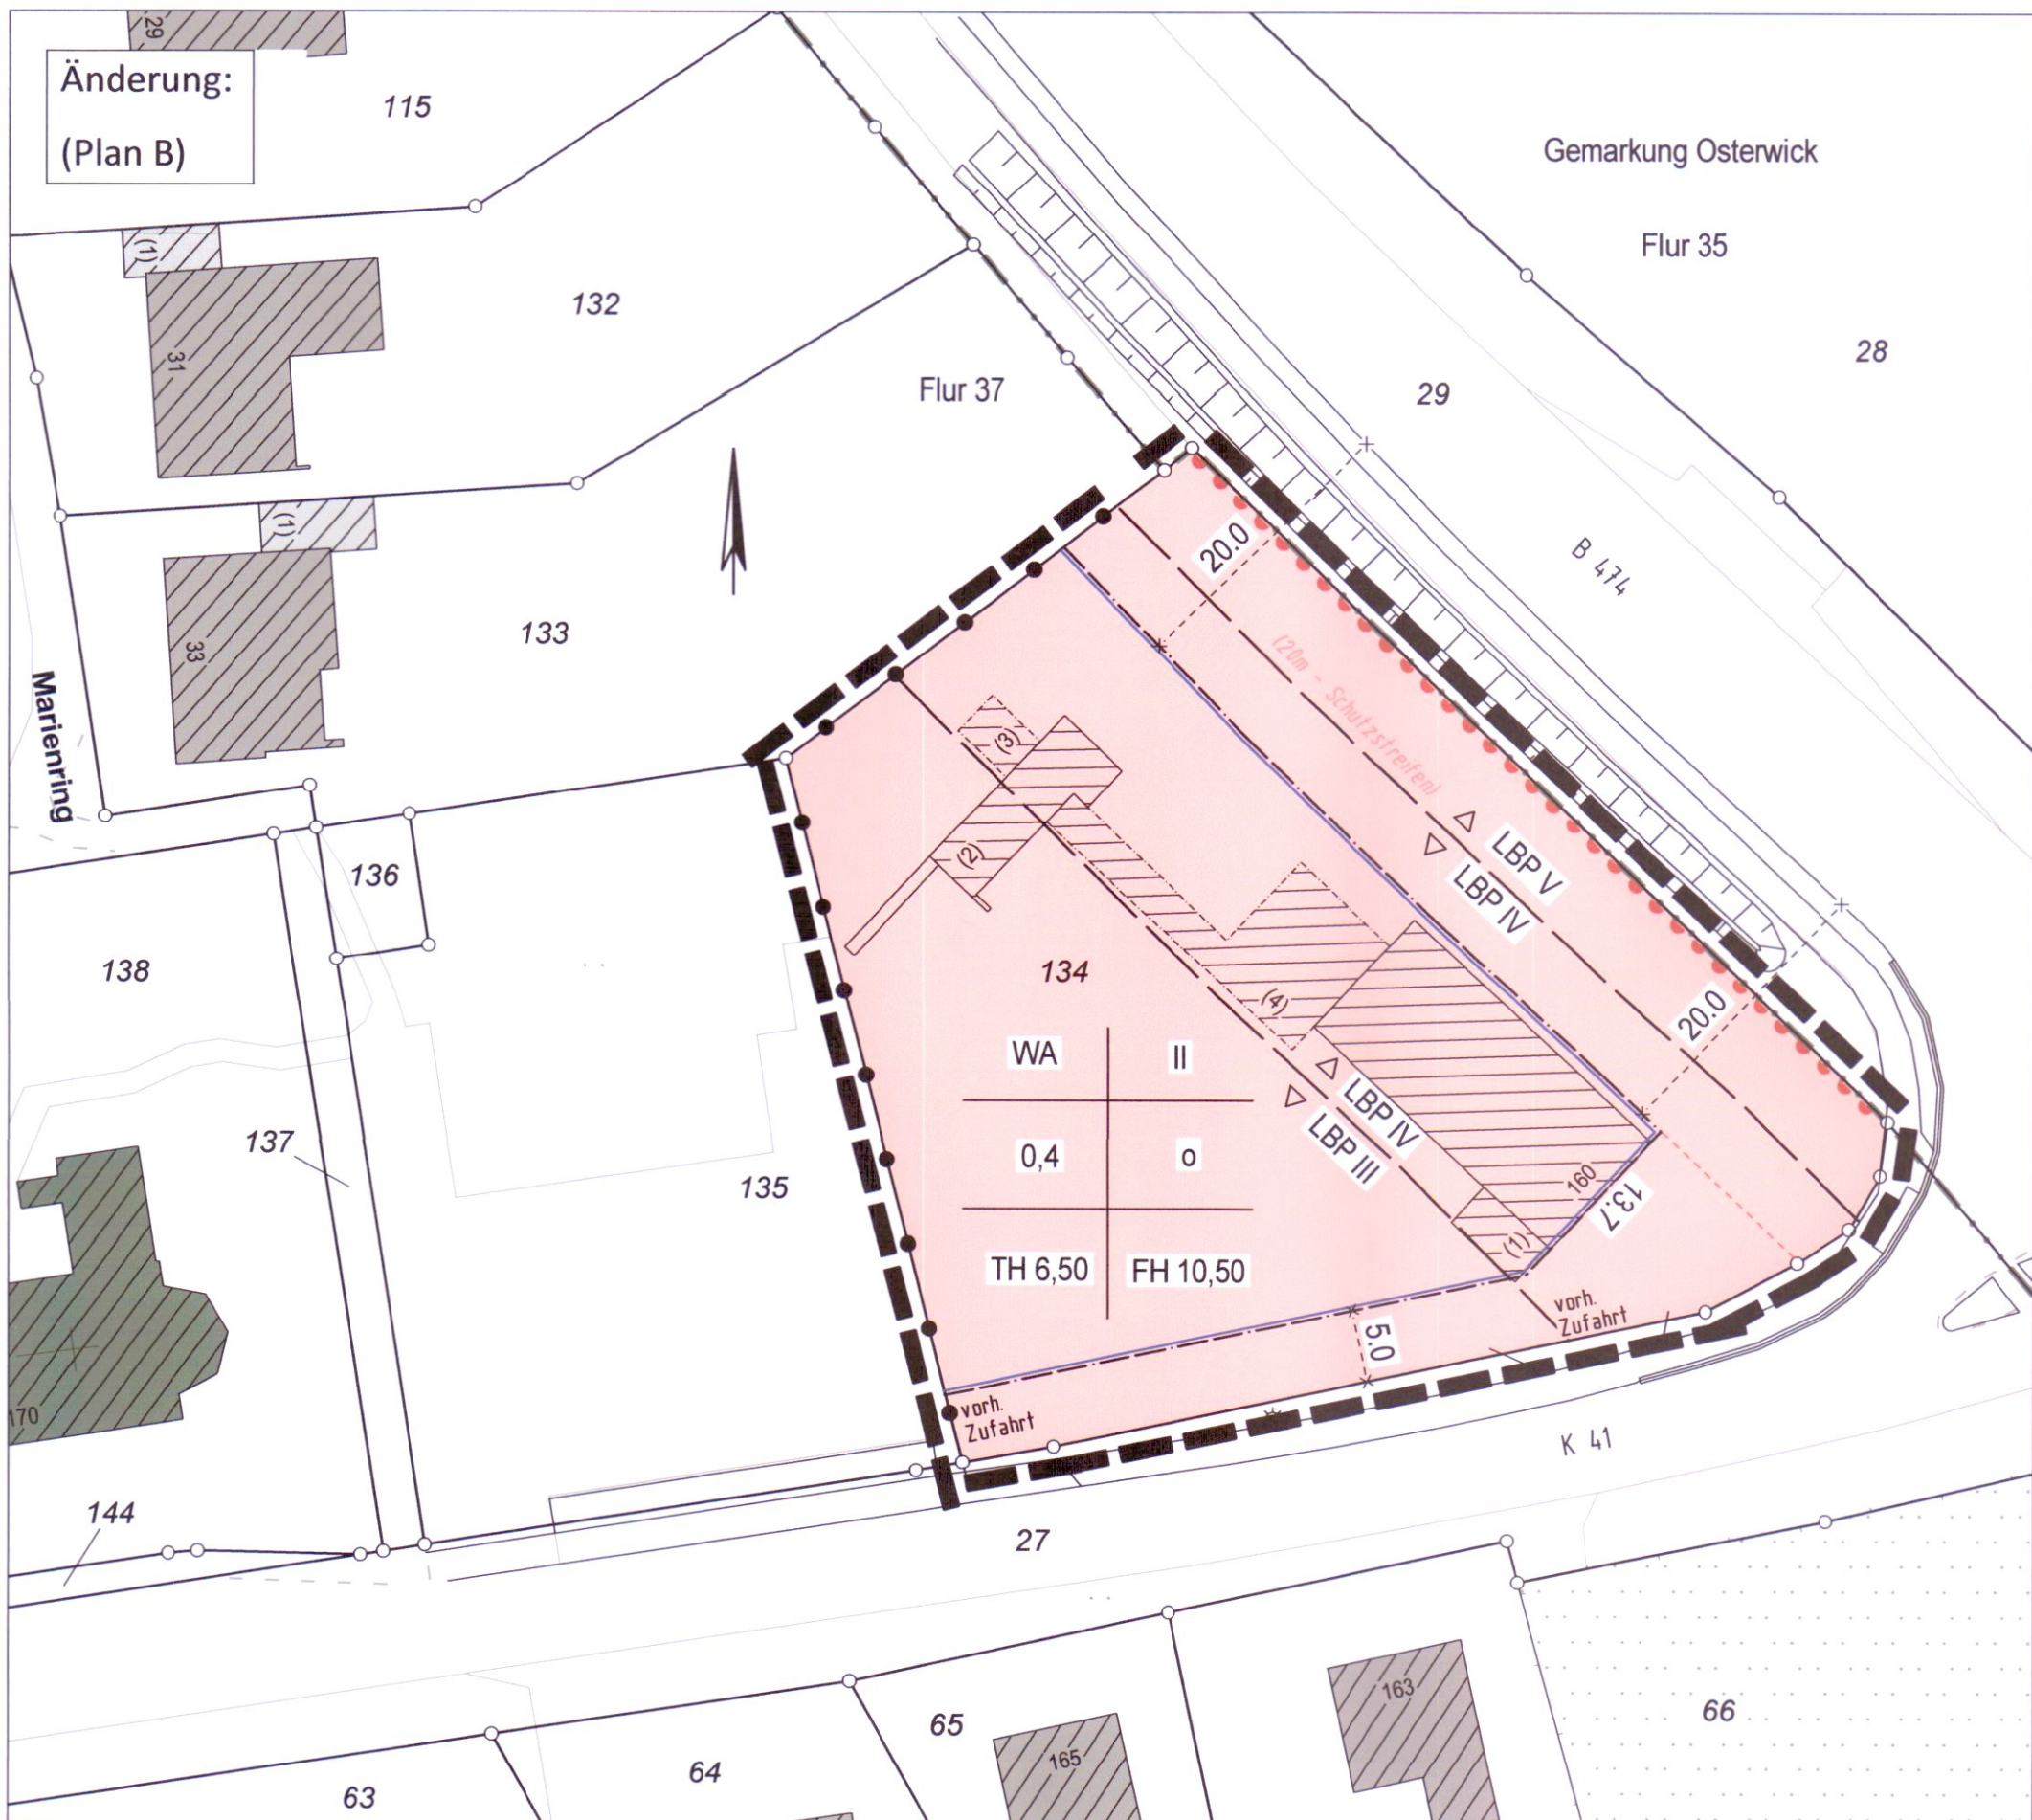 29
Änderung:
(Plan B)
115
Gemarkung Osterwick
Flur 35
(1)
132
31
28
29
Flur 37
(1)
B 474
20.0
133
33
(20m - Schutzstreifen)
Marienring
(3)
LBP V
LBP IV
(2)
136
138
134
(4)
20.0
WA
II
LBP IV
LBP III
137
135
0,4
o
160
13.7
(1)
TH 6,50
FH 10,50
vorh.
Zufahrt
5.0
vorh.
Zufahrt
170
K 41
144
27
163
66
65
165
64
63